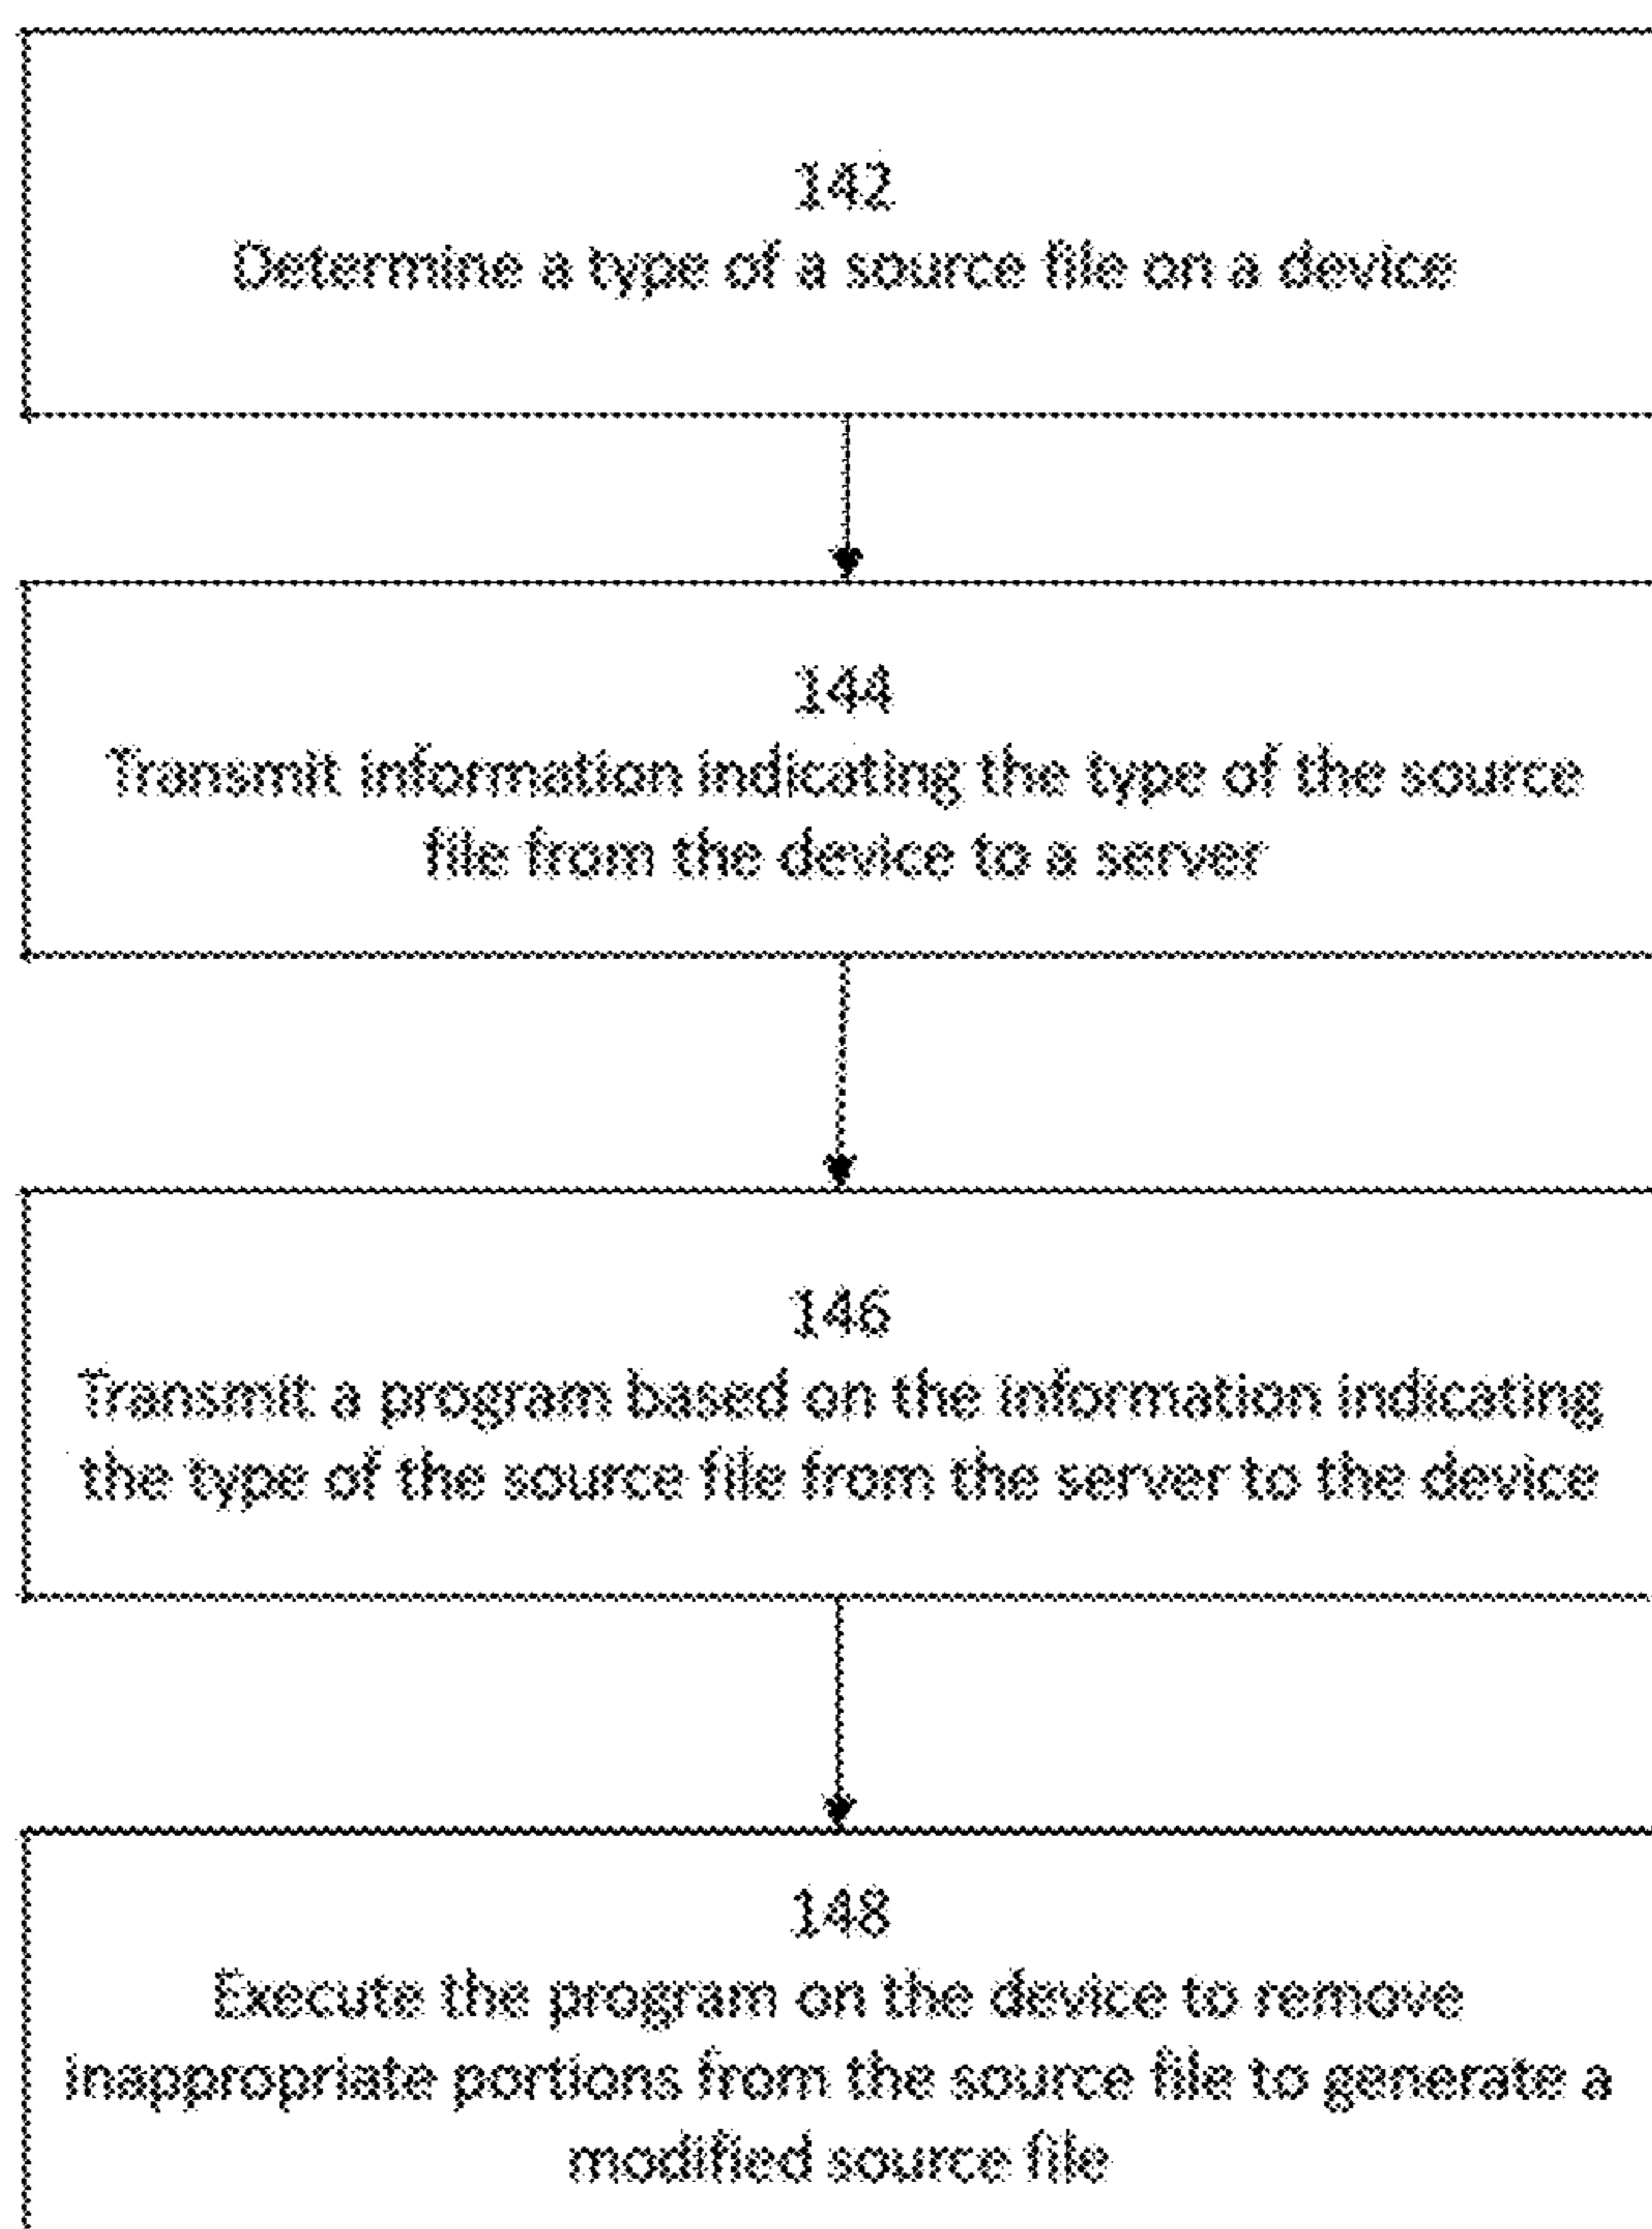 142
Determine a type of a source file on a device
144
Transmit information indicating the type of the source
file from the device to a server
146
Transmit a program based on the information indicating
the type of the source file from the server to the device
148
Execute the program on the device to remove
inappropriate portions from the source file to generate a
modified source file